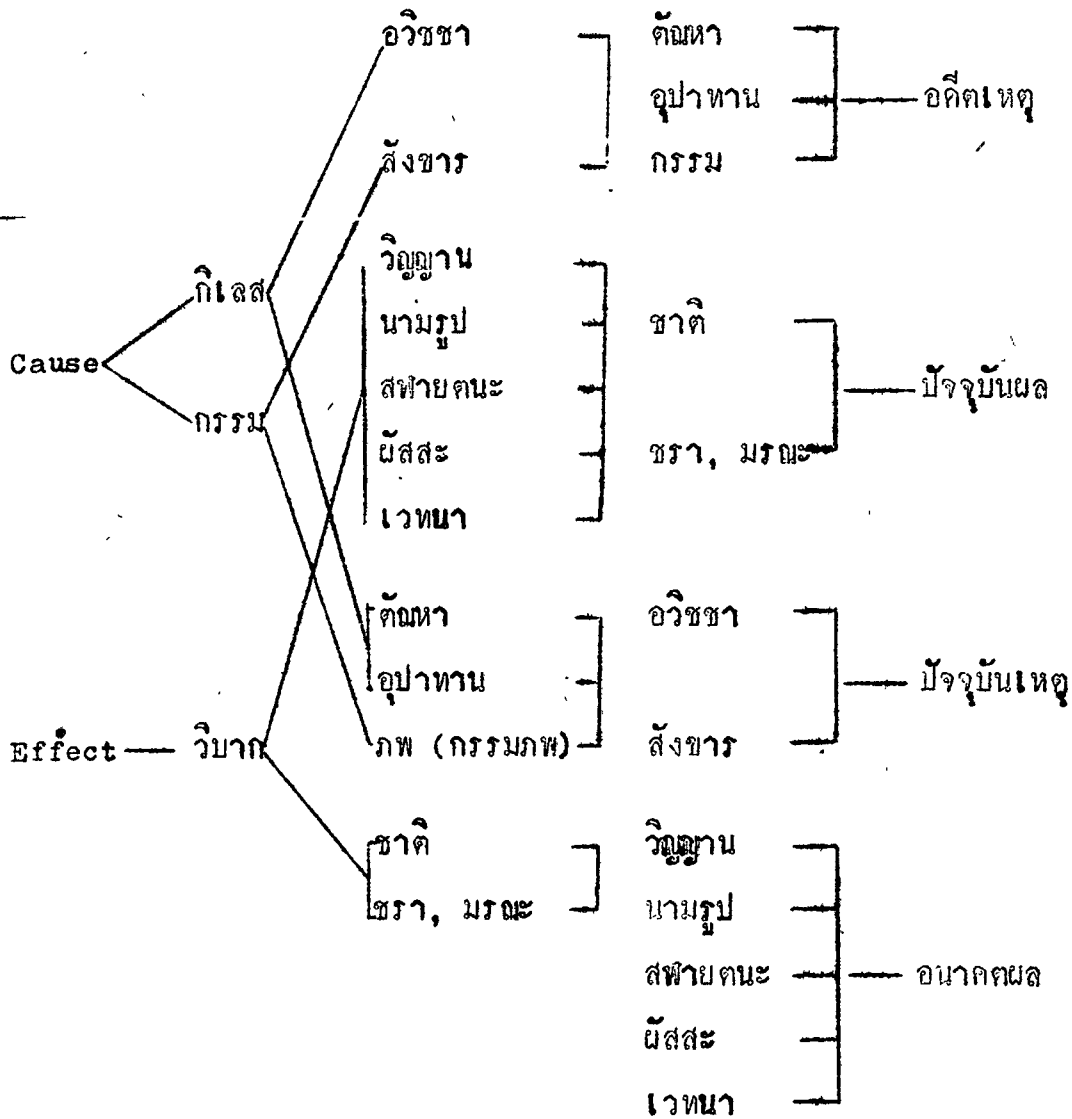 อวิชชา ตัณหา
อุปาทาน อดีตเหตุ
สังขาร กรรม
วิญญาณ
กิเลส
นามรูป ชาติ
Cause สฬายตนะ ปัจจุบันผล
กรรม
ผัสสะ ชรา, มรณะ
เวทนา
ตัณหา อวิชชา
อุปาทาน ปัจจุบันเหตุ
Effect วิบาก ภพ (กรรมภพ) สังขาร
ชาติ วิญญาณ
ชรา, มรณะ นามรูป
สฬายตนะ อนาคตผล
ผัสสะ
เวทนา